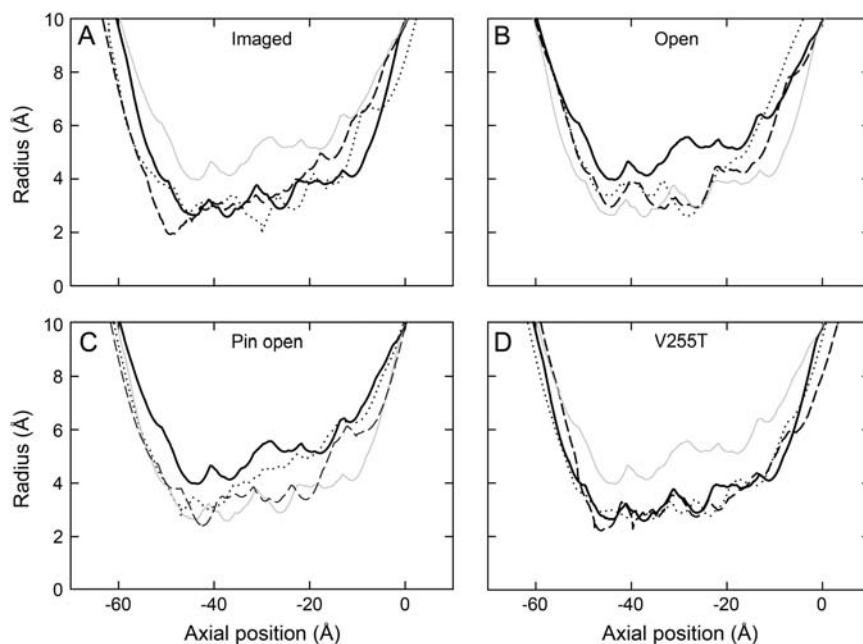 A
Imaged
B
Open
10
8
6
4
2
0
Radius (Å)
Radius (Å)
C
Pin open
D
V255T
10
8
6
4
2
0
-60
-40
-20
0
-60
-40
-20
0
Axial position (Å)
Axial position (Å)